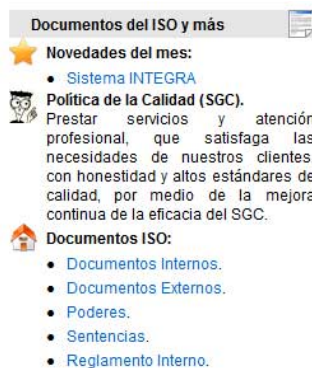 Documentos del ISO y más
Novedades del mes:
• Sistema INTEGRA
Política de la Calidad (SGC).
Prestar servicios y atención
profesional, que satisfaga las
necesidades de nuestros clientes
con honestidad y altos estándares de
calidad, por medio de la mejora
continua de la eficacia del SGC.
Documentos ISO:
• Documentos Internos.
• Documentos Externos.
• Poderes.
• Sentencias.
• Reglamento Interno.